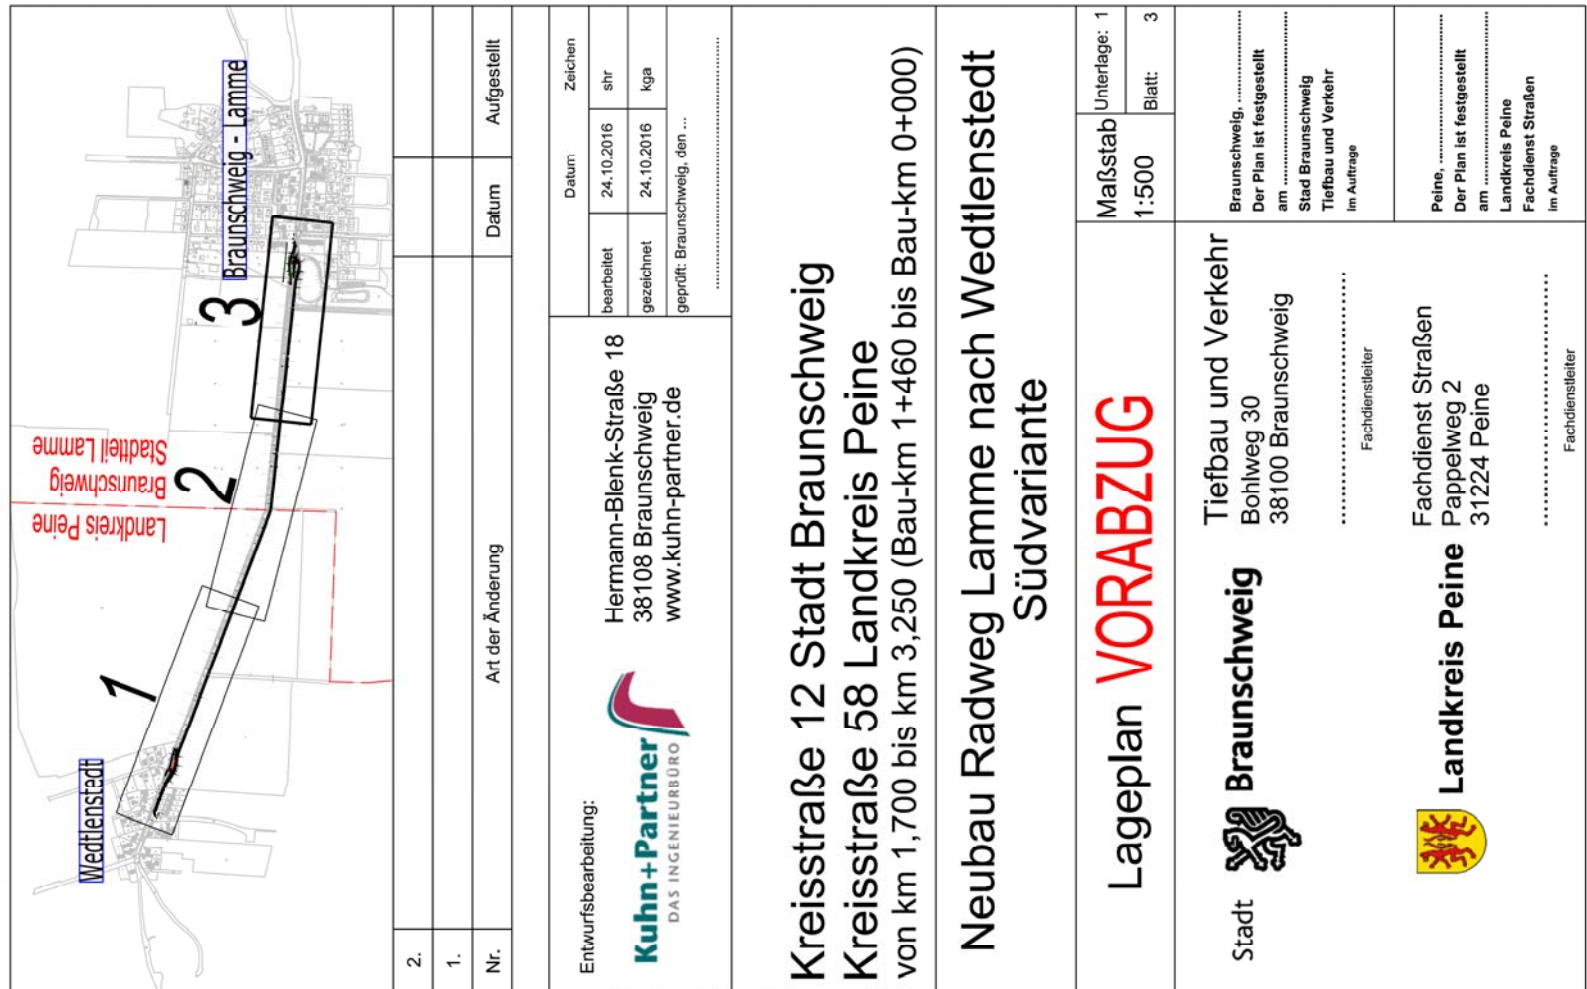 Wedtlenstedt
1
2
3
Braunschweig - Lamme
Landkreis Peine
Braunschweig
Stadtteil Lamme
2.
1.
Nr. Art der Änderung Datum Aufgestellt
Entwurfsbearbeitung:
Kuhn+Partner
DAS INGENIEURBÜRO
Hermann-Blenk-Straße 18
38108 Braunschweig
www.kuhn-partner.de
Datum Zeichen
bearbeitet 24.10.2016 shr
gezeichnet 24.10.2016 kga
geprüft: Braunschweig, den ...
Kreisstraße 12 Stadt Braunschweig
Kreisstraße 58 Landkreis Peine
von km 1,700 bis km 3,250 (Bau-km 1+460 bis Bau-km 0+000)
Neubau Radweg Lamme nach Wedtlenstedt
Südvariante
Lageplan VORABZUG
Maßstab
1:500
Unterlage: 1
Blatt: 3
Stadt Braunschweig
Tiefbau und Verkehr
Bohlweg 30
38100 Braunschweig
Fachdienstleiter
Braunschweig, ....................
Der Plan ist festgestellt
am ....................
Stad Braunschweig
Tiefbau und Verkehr
im Auftrage
Landkreis Peine
Fachdienst Straßen
Pappelweg 2
31224 Peine
Fachdienstleiter
Peine, ....................
Der Plan ist festgestellt
am ....................
Landkreis Peine
Fachdienst Straßen
im Auftrage